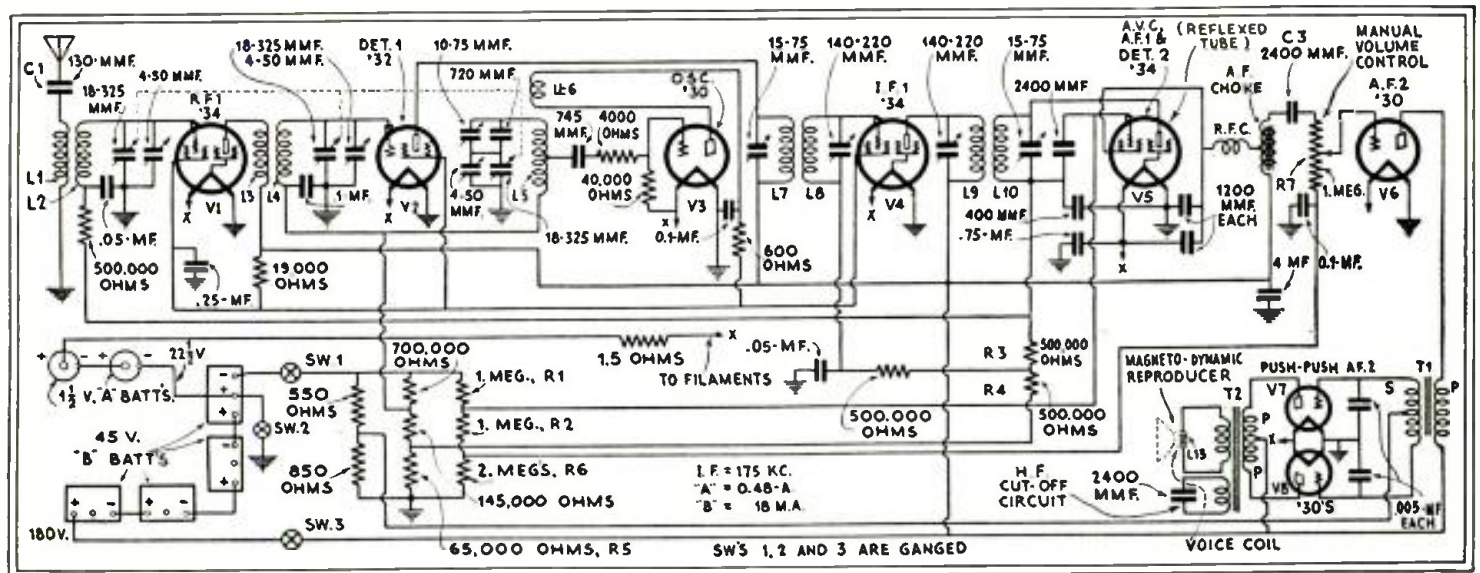 C1
130·MMF.
18·325
MMF.
4·50 MMF.
R.F.1
'34
18·325 MMF.
4·50 MMF.
DET. 1
'32
10·75 MMF.
720 MMF.
L6
745
MMF.
4000
OHMS
40,000
OHMS
OSC.
'30
15·75
MMF.
140·220
MMF.
I.F.1
'34
140·220
MMF.
15·75
MMF.
2400 MMF.
A.V.C,
A.F.1 &
DET. 2
'34
(REFLEXED
TUBE)
A.F.
CHOKE
C3
2400 MMF.
MANUAL
VOLUME
CONTROL
A.F.2
'30
R.F.C.
R7
1.MEG.
L1
L2
V1
X
L3
L4
.1·MF.
X
V2
4·50
MMF.
L5
18·325 MMF.
X
V3
0.1·MF.
L7
L8
X
V4
L9
L10
400 MMF.
.75·MF.
V5
X
1200
MMF.
EACH
X
V6
.05·MF.
500,000
OHMS
.25·MF.
19,000
OHMS
600
OHMS
4 MF.
0.1·MF.
+ - + -
22½ V
1½ V. "A" BATTS.
SW.1
SW.2
45 V.
"B" BATTS
180V.
SW.3
550
OHMS
850
OHMS
700,000
OHMS
1. MEG., R1
1. MEG., R2
2. MEGS, R6
145,000 OHMS
65,000 OHMS, R5
1.5 OHMS
X
TO FILAMENTS
.05·MF.
500,000
OHMS
R3
500,000
OHMS
R4
500,000
OHMS
I.F. = 175 KC.
"A" = 0.48·A.
"B" = 18 M.A.
SW'S 1, 2 AND 3 ARE GANGED
MAGNETO-DYNAMIC
REPRODUCER
L13
T2
P
P
H.F.
CUT-OFF
CIRCUIT
2400
MMF.
VOICE COIL
PUSH-PUSH AF.2
V7
X
V8
'30'S
S
T1
P
P
.005·MF
EACH